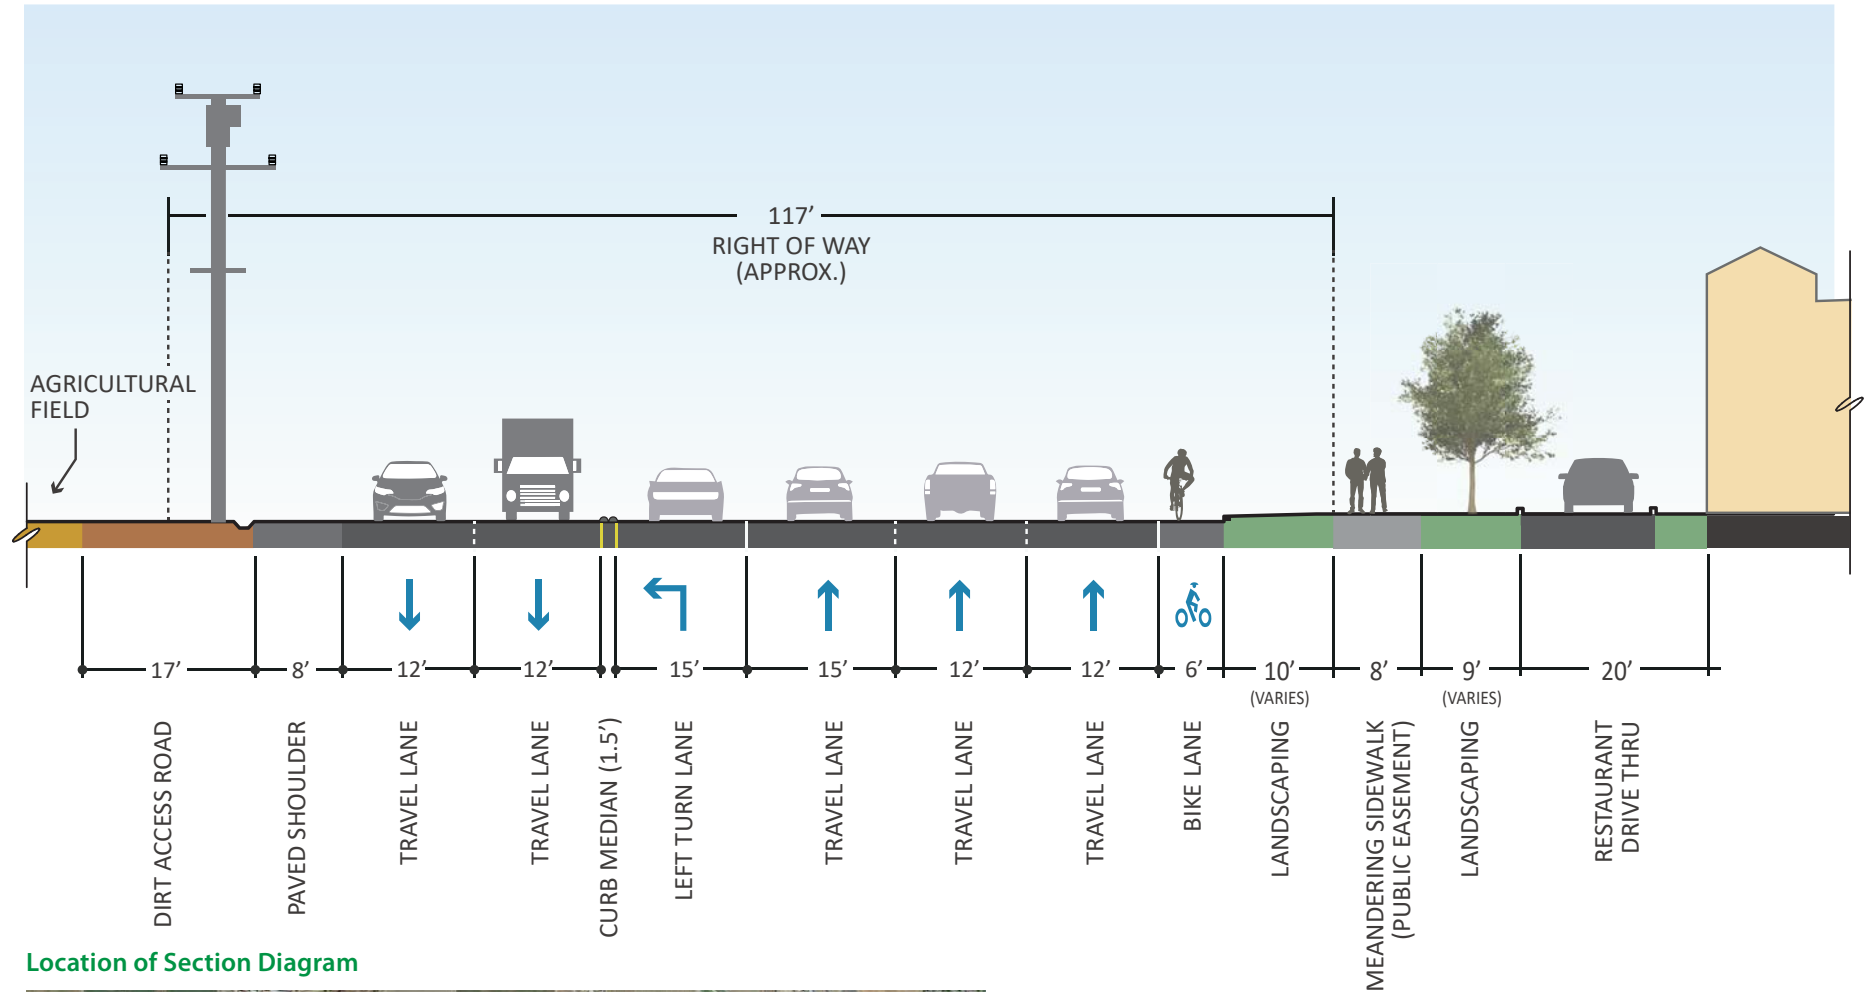 117’
RIGHT OF WAY
(APPROX.)
AGRICULTURAL
FIELD
17’
8’
12’
12’
15’
15’
12’
12’
6’
10’
(VARIES)
8’
9’
(VARIES)
20’
DIRT ACCESS ROAD
PAVED SHOULDER
TRAVEL LANE
TRAVEL LANE
CURB MEDIAN (1.5’)
LEFT TURN LANE
TRAVEL LANE
TRAVEL LANE
TRAVEL LANE
BIKE LANE
LANDSCAPING
MEANDERING SIDEWALK
(PUBLIC EASEMENT)
LANDSCAPING
RESTAURANT
DRIVE THRU
Location of Section Diagram